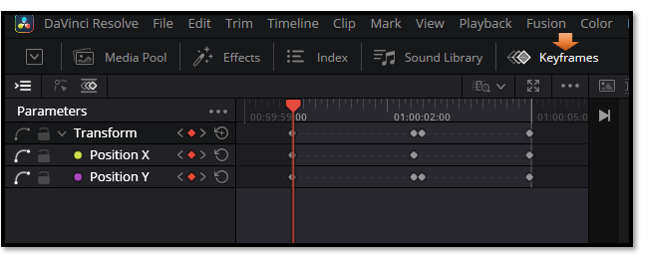 DaVinci Resolve File Edit Trim Timeline Clip Mark View Playback Fusion Color
Media Pool Effects Index Sound Library Keyframes
Parameters
00:59:59:00 01:00:02:00 01:00:05:0
Transform
Position X
Position Y